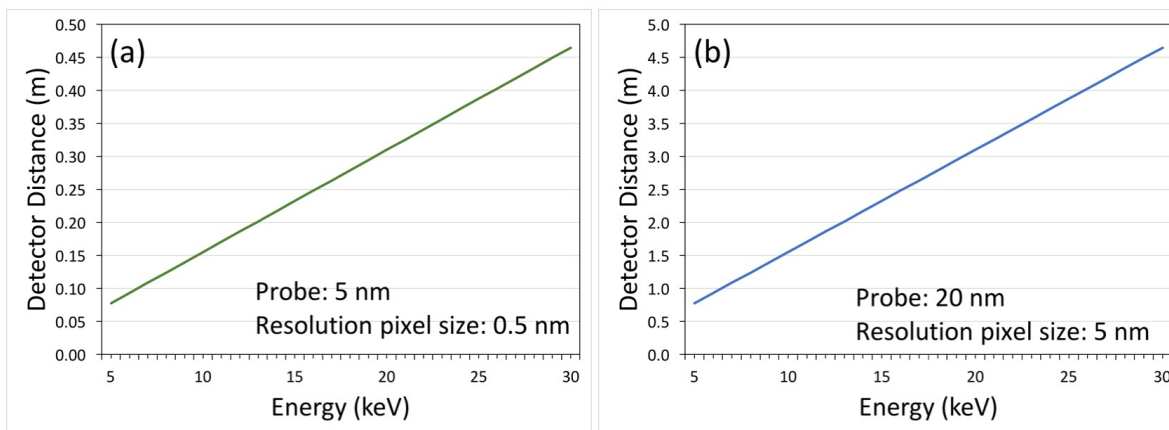 (a)
Detector Distance (m)
0.50
0.45
0.40
0.35
0.30
0.25
0.20
0.15
0.10
0.05
0.00
Probe: 5 nm
Resolution pixel size: 0.5 nm
5 10 15 20 25 30
Energy (keV)
(b)
Detector Distance (m)
5.0
4.5
4.0
3.5
3.0
2.5
2.0
1.5
1.0
0.5
0.0
Probe: 20 nm
Resolution pixel size: 5 nm
5 10 15 20 25 30
Energy (keV)